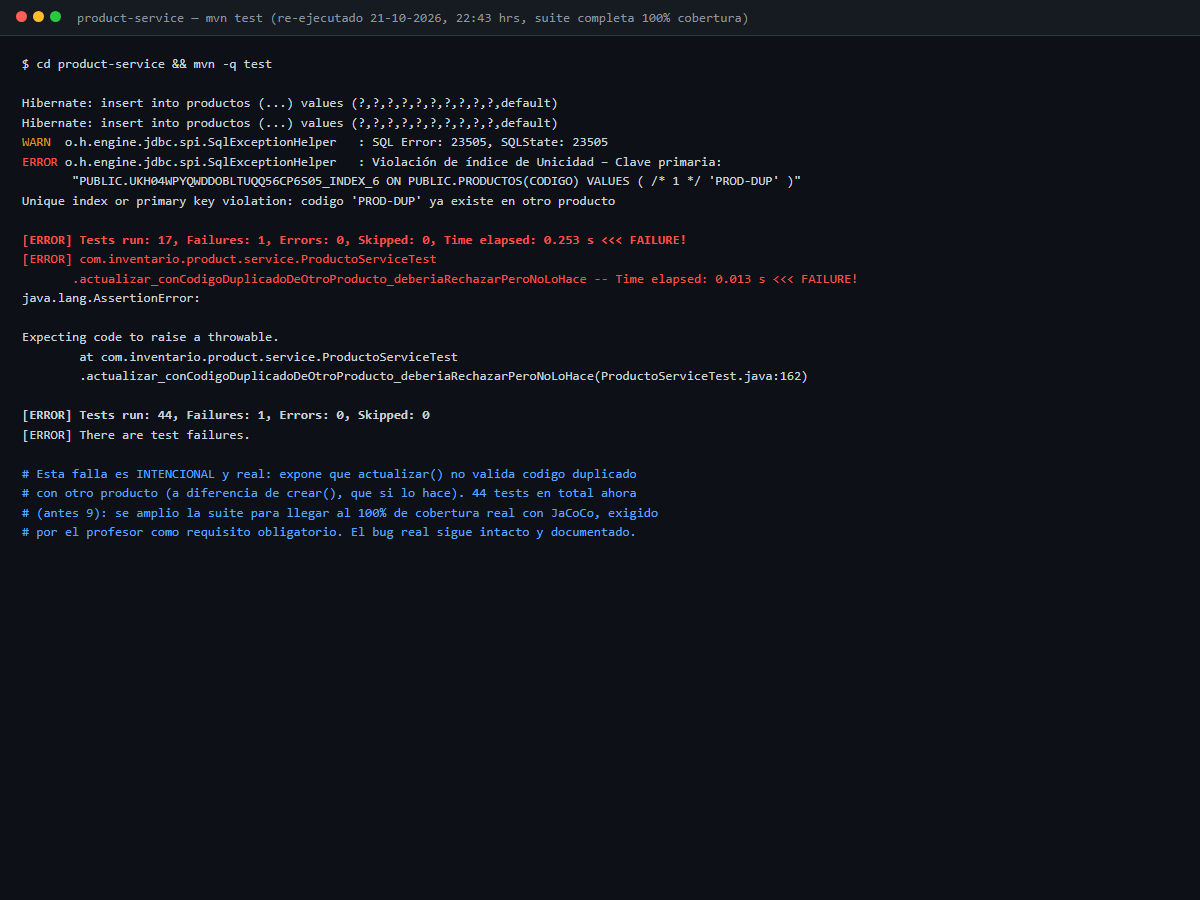 product-service — mvn test (re-ejecutado 21-10-2026, 22:43 hrs, suite completa 100% cobertura)
$ cd product-service && mvn -q test
Hibernate: insert into productos (...) values (?,?,?,?,?,?,?,?,?,?,default)
Hibernate: insert into productos (...) values (?,?,?,?,?,?,?,?,?,?,default)
WARN  o.h.engine.jdbc.spi.SqlExceptionHelper   : SQL Error: 23505, SQLState: 23505
ERROR o.h.engine.jdbc.spi.SqlExceptionHelper   : Violación de índice de Unicidad – Clave primaria:
"PUBLIC.UKH04WPYQWDDOBLTUQQ56CP6S05_INDEX_6 ON PUBLIC.PRODUCTOS(CODIGO) VALUES ( /* 1 */ 'PROD-DUP' )"
Unique index or primary key violation: codigo 'PROD-DUP' ya existe en otro producto
[ERROR] Tests run: 17, Failures: 1, Errors: 0, Skipped: 0, Time elapsed: 0.253 s <<< FAILURE!
[ERROR] com.inventario.product.service.ProductoServiceTest
.actualizar_conCodigoDuplicadoDeOtroProducto_deberiaRechazarPeroNoLoHace -- Time elapsed: 0.013 s <<< FAILURE!
java.lang.AssertionError:
Expecting code to raise a throwable.
at com.inventario.product.service.ProductoServiceTest
.actualizar_conCodigoDuplicadoDeOtroProducto_deberiaRechazarPeroNoLoHace(ProductoServiceTest.java:162)
[ERROR] Tests run: 44, Failures: 1, Errors: 0, Skipped: 0
[ERROR] There are test failures.
# Esta falla es INTENCIONAL y real: expone que actualizar() no valida codigo duplicado
# con otro producto (a diferencia de crear(), que si lo hace). 44 tests en total ahora
# (antes 9): se amplio la suite para llegar al 100% de cobertura real con JaCoCo, exigido
# por el profesor como requisito obligatorio. El bug real sigue intacto y documentado.